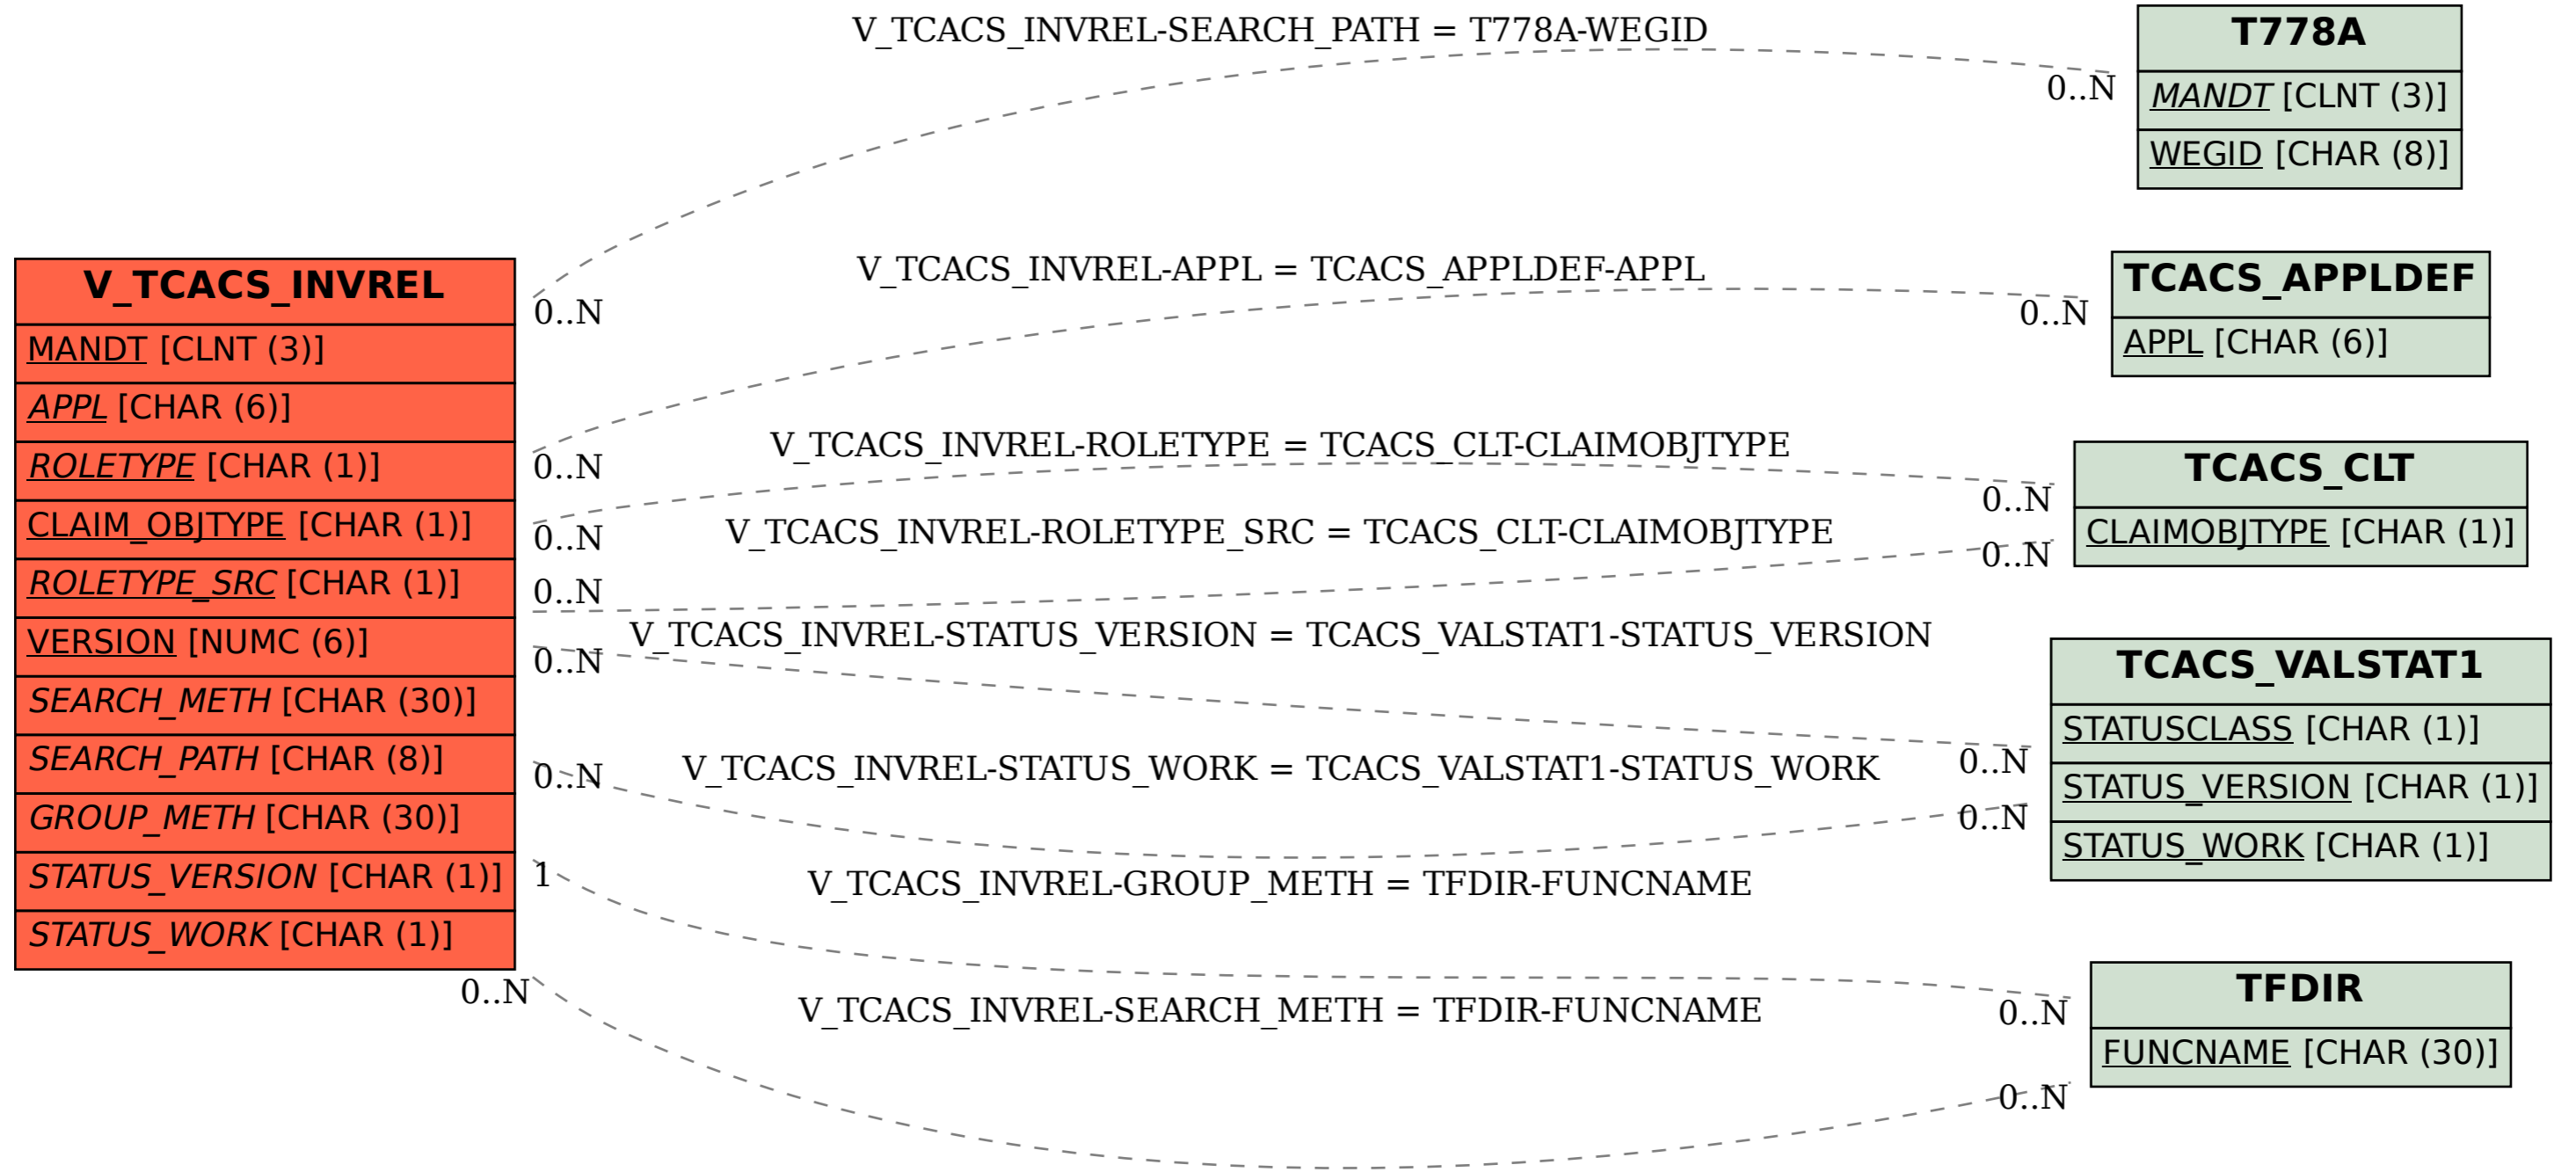 V_TCACS_INVREL
MANDT [CLNT (3)]
APPL [CHAR (6)]
ROLETYPE [CHAR (1)]
CLAIM_OBJTYPE [CHAR (1)]
ROLETYPE_SRC [CHAR (1)]
VERSION [NUMC (6)]
SEARCH_METH [CHAR (30)]
SEARCH_PATH [CHAR (8)]
GROUP_METH [CHAR (30)]
STATUS_VERSION [CHAR (1)]
STATUS_WORK [CHAR (1)]
V_TCACS_INVREL-SEARCH_PATH = T778A-WEGID
0..N
0..N
V_TCACS_INVREL-APPL = TCACS_APPLDEF-APPL
0..N
0..N
V_TCACS_INVREL-ROLETYPE = TCACS_CLT-CLAIMOBJTYPE
0..N
0..N
V_TCACS_INVREL-ROLETYPE_SRC = TCACS_CLT-CLAIMOBJTYPE
0..N
0..N
V_TCACS_INVREL-STATUS_VERSION = TCACS_VALSTAT1-STATUS_VERSION
0..N
0..N
V_TCACS_INVREL-STATUS_WORK = TCACS_VALSTAT1-STATUS_WORK
0..N
0..N
V_TCACS_INVREL-GROUP_METH = TFDIR-FUNCNAME
1
0..N
V_TCACS_INVREL-SEARCH_METH = TFDIR-FUNCNAME
0..N
0..N
T778A
MANDT [CLNT (3)]
WEGID [CHAR (8)]
TCACS_APPLDEF
APPL [CHAR (6)]
TCACS_CLT
CLAIMOBJTYPE [CHAR (1)]
TCACS_VALSTAT1
STATUSCLASS [CHAR (1)]
STATUS_VERSION [CHAR (1)]
STATUS_WORK [CHAR (1)]
TFDIR
FUNCNAME [CHAR (30)]